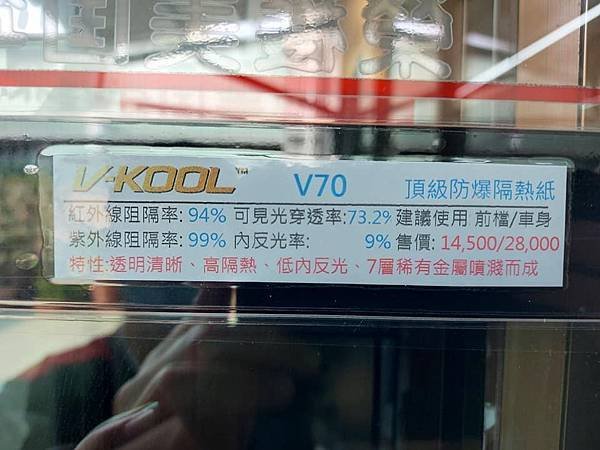 V-KOOL™ V70 頂級防爆隔熱紙
紅外線阻隔率: 94% 可見光穿透率:73.2% 建議使用 前檔/車身
紫外線阻隔率: 99% 內反光率: 9% 售價: 14,500/28,000
特性:透明清晰、高隔熱、低內反光、7層稀有金屬噴濺而成